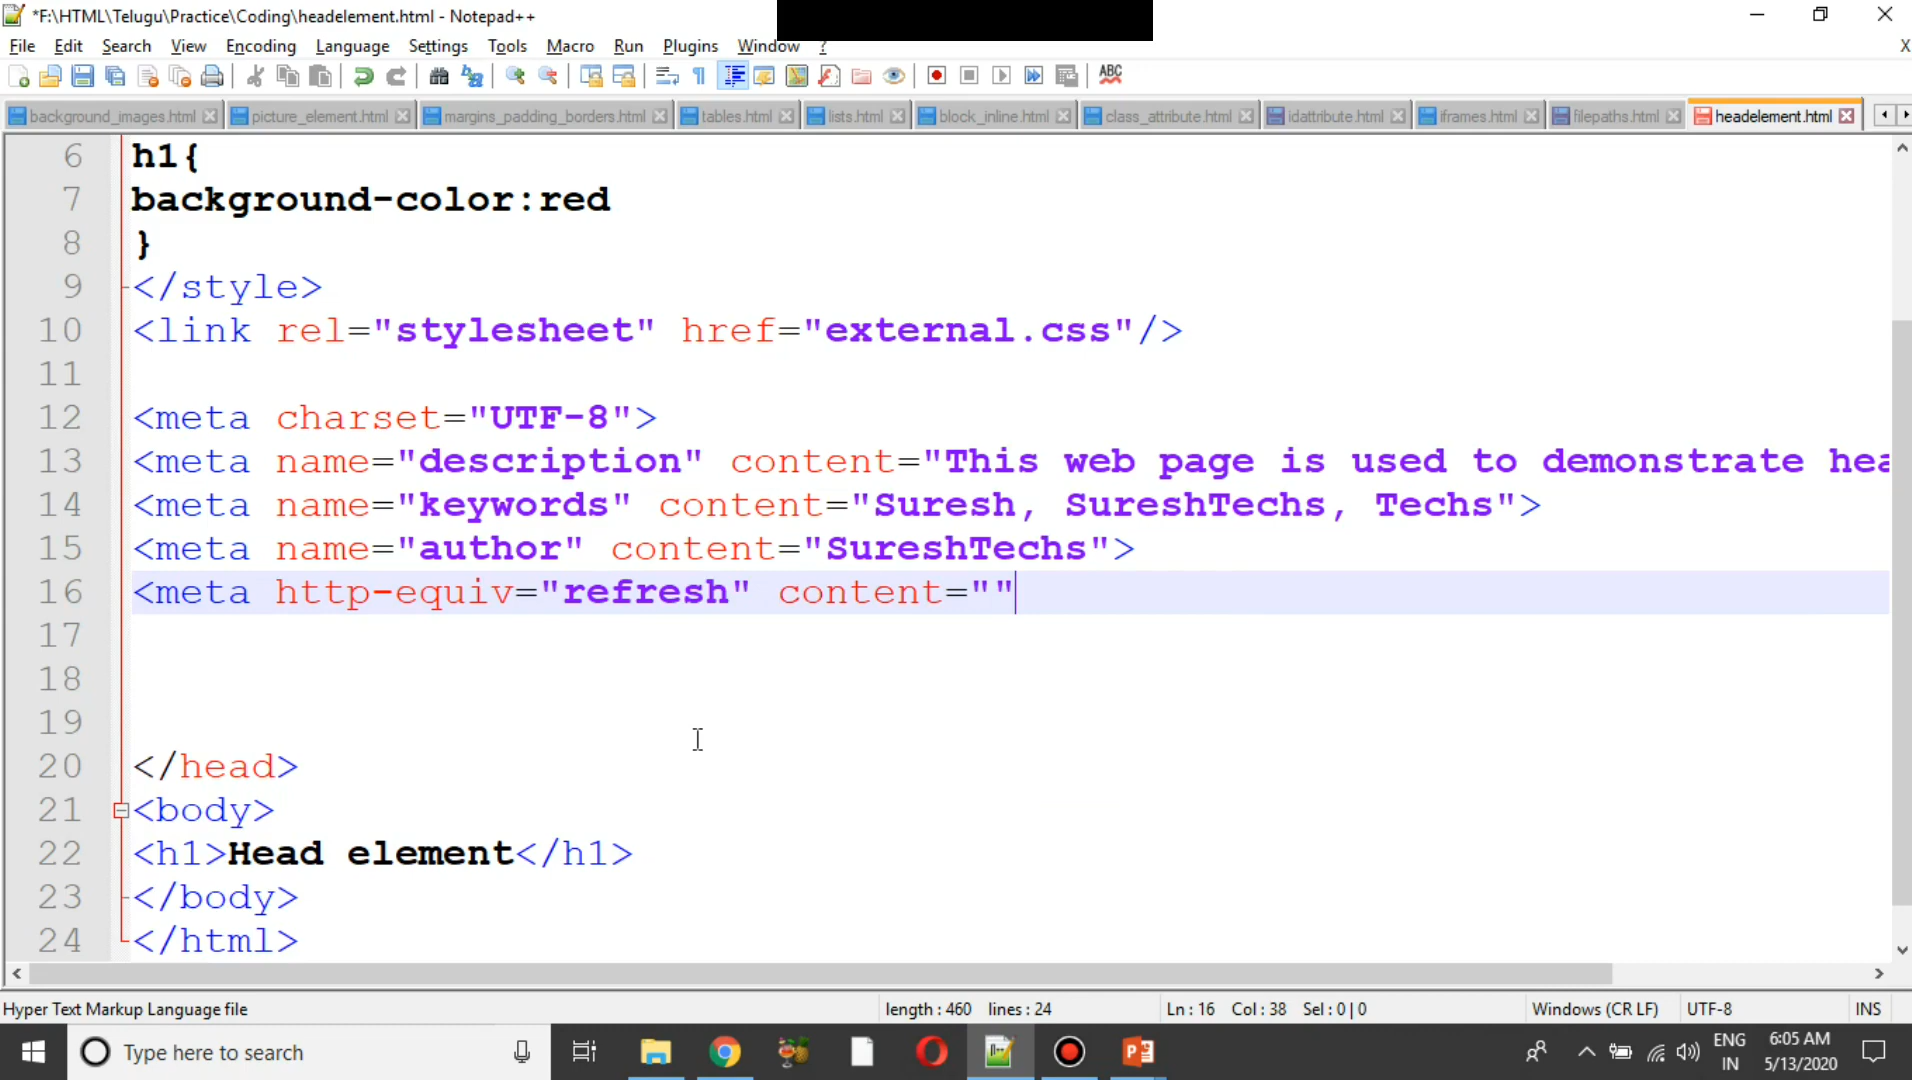 *F:\HTML\Telugu\Practice\Coding\headelement.html - Notepad++
File Edit Search View Encoding Language Settings Tools Macro Run Plugins Window ? X
ABC
background_images.html picture_element.html margins_padding_borders.html tables.html lists.html block_inline.html class_attribute.html idattribute.html iframes.html filepaths.html headelement.html
6 h1{
7 background-color:red
8 }
9 </style>
10 <link rel="stylesheet" href="external.css"/>
11
12 <meta charset="UTF-8">
13 <meta name="description" content="This web page is used to demonstrate hea
14 <meta name="keywords" content="Suresh, SureshTechs, Techs">
15 <meta name="author" content="SureshTechs">
16 <meta http-equiv="refresh" content=""
17
18
19
20 </head>
21 <body>
22 <h1>Head element</h1>
23 </body>
24 </html>
Hyper Text Markup Language file length : 460 lines : 24 Ln : 16 Col : 38 Sel : 0 | 0 Windows (CR LF) UTF-8 INS
Type here to search ENG 6:05 AM
IN 5/13/2020